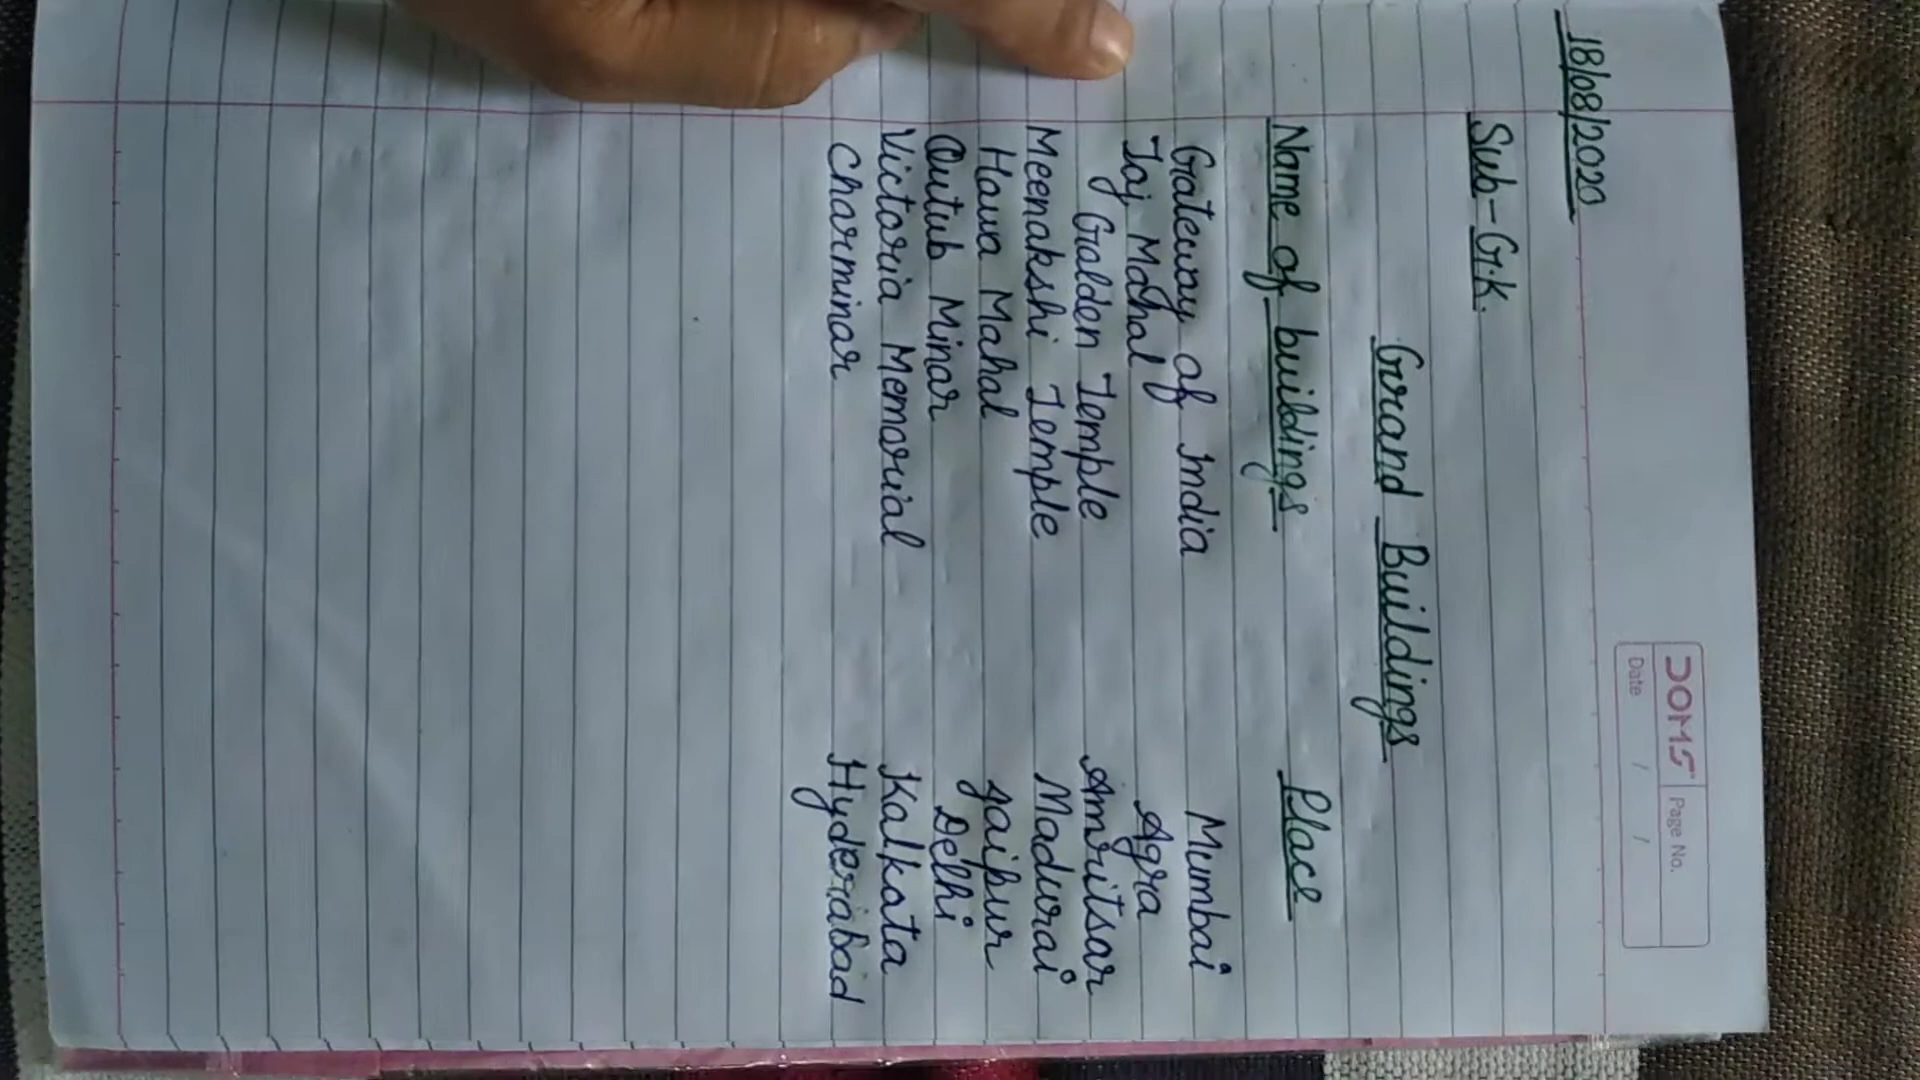 DOMS Page No.
Date / /
18/08/2020
Sub-G.K.
Grand Buildings
Name of buildings Place
Gateway of India Mumbai
Taj Mahal Agra
Golden Temple Amritsar
Meenakshi Temple Madurai
Hawa Mahal Jaipur
Qutub Minar Delhi
Victoria Memorial Kalkata
Charminar Hyderabad